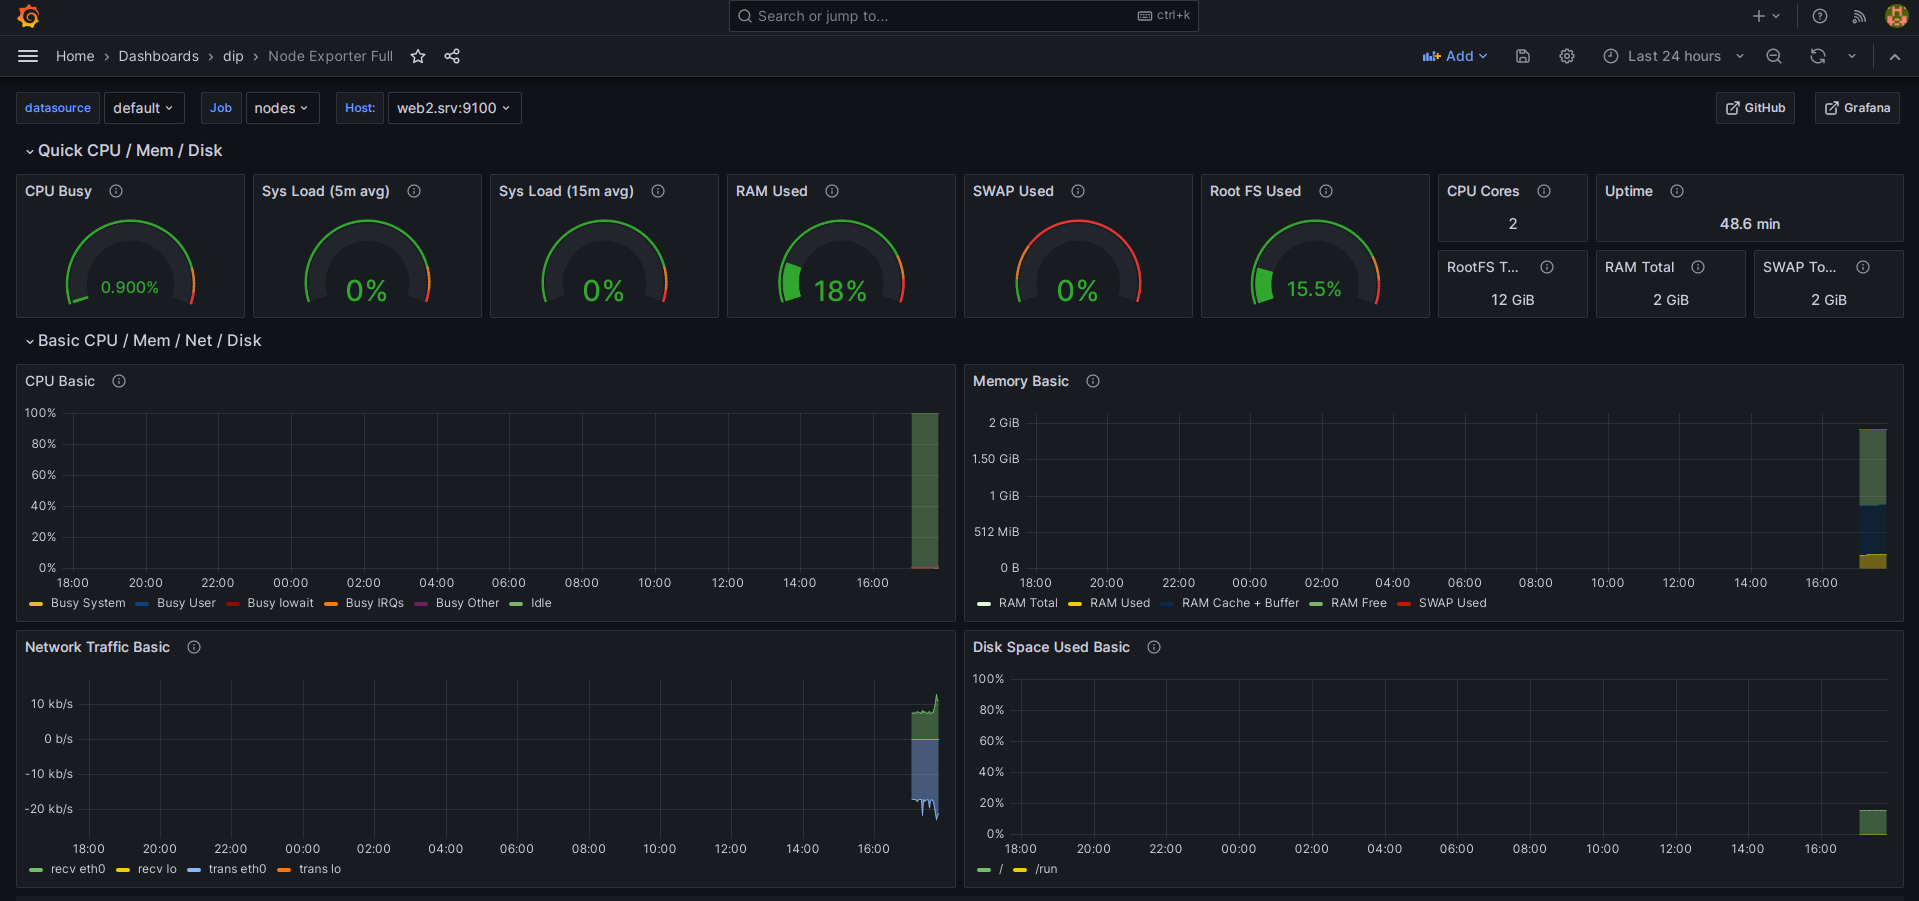 Search or jump to...
ctrl+k
Home › Dashboards › dip › Node Exporter Full
Add
Last 24 hours
datasource default
Job nodes
Host: web2.srv:9100
GitHub
Grafana
Quick CPU / Mem / Disk
CPU Busy
0.900%
Sys Load (5m avg)
0%
Sys Load (15m avg)
0%
RAM Used
18%
SWAP Used
0%
Root FS Used
15.5%
CPU Cores
2
Uptime
48.6 min
RootFS T...
12 GiB
RAM Total
2 GiB
SWAP To...
2 GiB
Basic CPU / Mem / Net / Disk
CPU Basic
100%
80%
60%
40%
20%
0%
18:00 20:00 22:00 00:00 02:00 04:00 06:00 08:00 10:00 12:00 14:00 16:00
Busy System Busy User Busy Iowait Busy IRQs Busy Other Idle
Memory Basic
2 GiB
1.50 GiB
1 GiB
512 MiB
0 B
18:00 20:00 22:00 00:00 02:00 04:00 06:00 08:00 10:00 12:00 14:00 16:00
RAM Total RAM Used RAM Cache + Buffer RAM Free SWAP Used
Network Traffic Basic
10 kb/s
0 b/s
-10 kb/s
-20 kb/s
18:00 20:00 22:00 00:00 02:00 04:00 06:00 08:00 10:00 12:00 14:00 16:00
recv eth0 recv lo trans eth0 trans lo
Disk Space Used Basic
100%
80%
60%
40%
20%
0%
18:00 20:00 22:00 00:00 02:00 04:00 06:00 08:00 10:00 12:00 14:00 16:00
/ /run